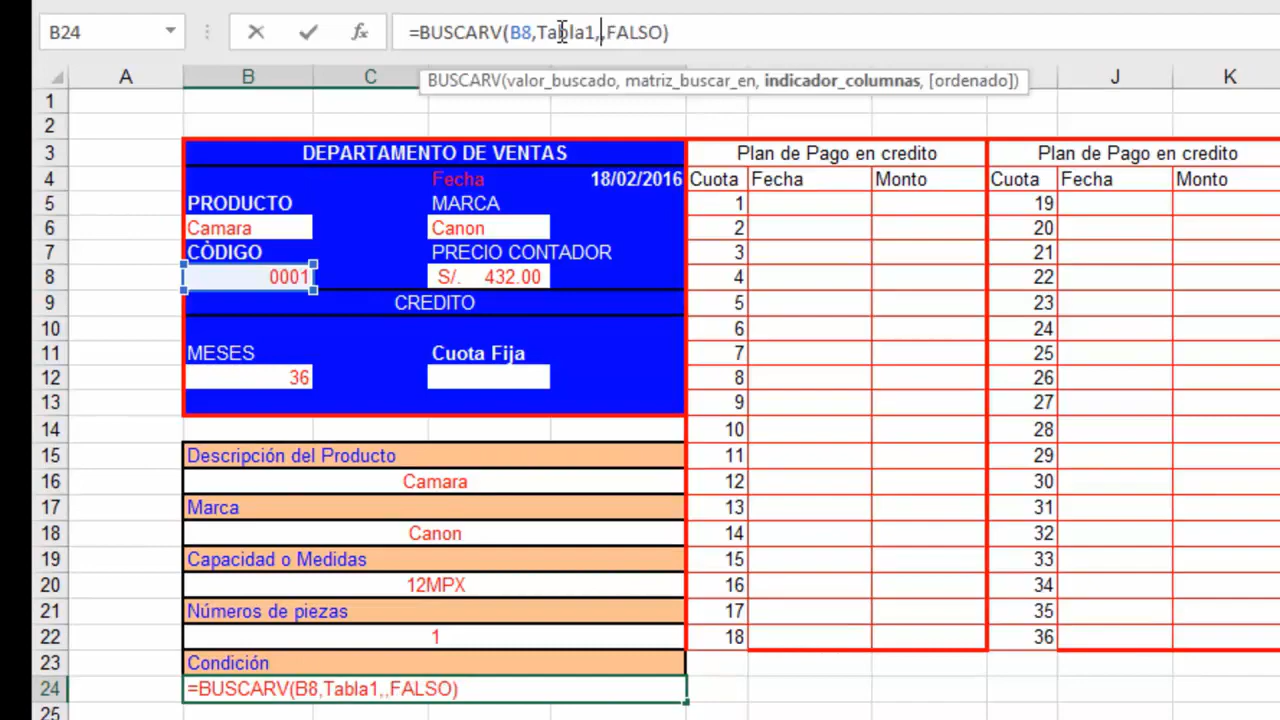 B24 =BUSCARV(B8,Tabla1,,FALSO)
BUSCARV(valor_buscado, matriz_buscar_en, indicador_columnas, [ordenado])
A B C J K
1
2
3 DEPARTAMENTO DE VENTAS Plan de Pago en credito Plan de Pago en credito
4 Fecha 18/02/2016 Cuota Fecha Monto Cuota Fecha Monto
5 PRODUCTO MARCA 1 19
6 Camara Canon 2 20
7 CÒDIGO PRECIO CONTADOR 3 21
8 0001 S/. 432.00 4 22
9 CREDITO 5 23
10 6 24
11 MESES Cuota Fija 7 25
12 36 8 26
13 9 27
14 10 28
15 Descripción del Producto 11 29
16 Camara 12 30
17 Marca 13 31
18 Canon 14 32
19 Capacidad o Medidas 15 33
20 12MPX 16 34
21 Números de piezas 17 35
22 1 18 36
23 Condición
24 =BUSCARV(B8,Tabla1,,FALSO)
25